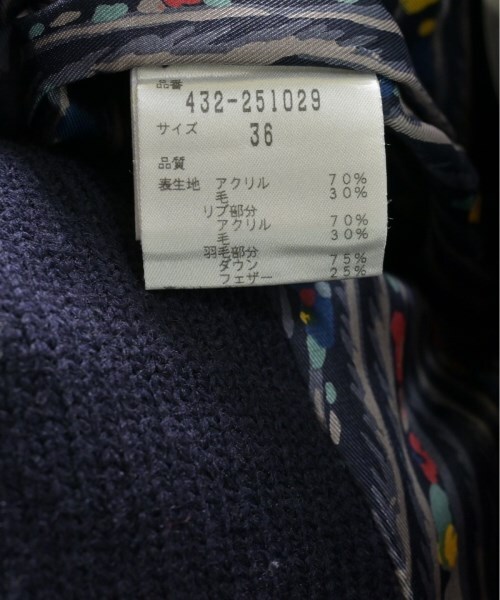 品番
432-251029
サイズ
36
品質
表生地 アクリル 70%
毛 30%
リブ部分
アクリル 70%
毛 30%
羽毛部分
ダウン 75%
フェザー 25%